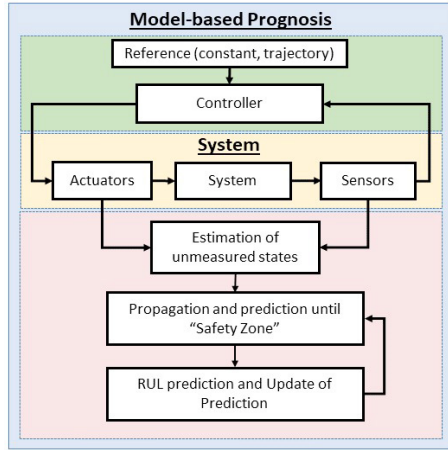 Model-based Prognosis
Reference (constant, trajectory)
Controller
System
Actuators
System
Sensors
Estimation of
unmeasured states
Propagation and prediction until
“Safety Zone”
RUL prediction and Update of
Prediction